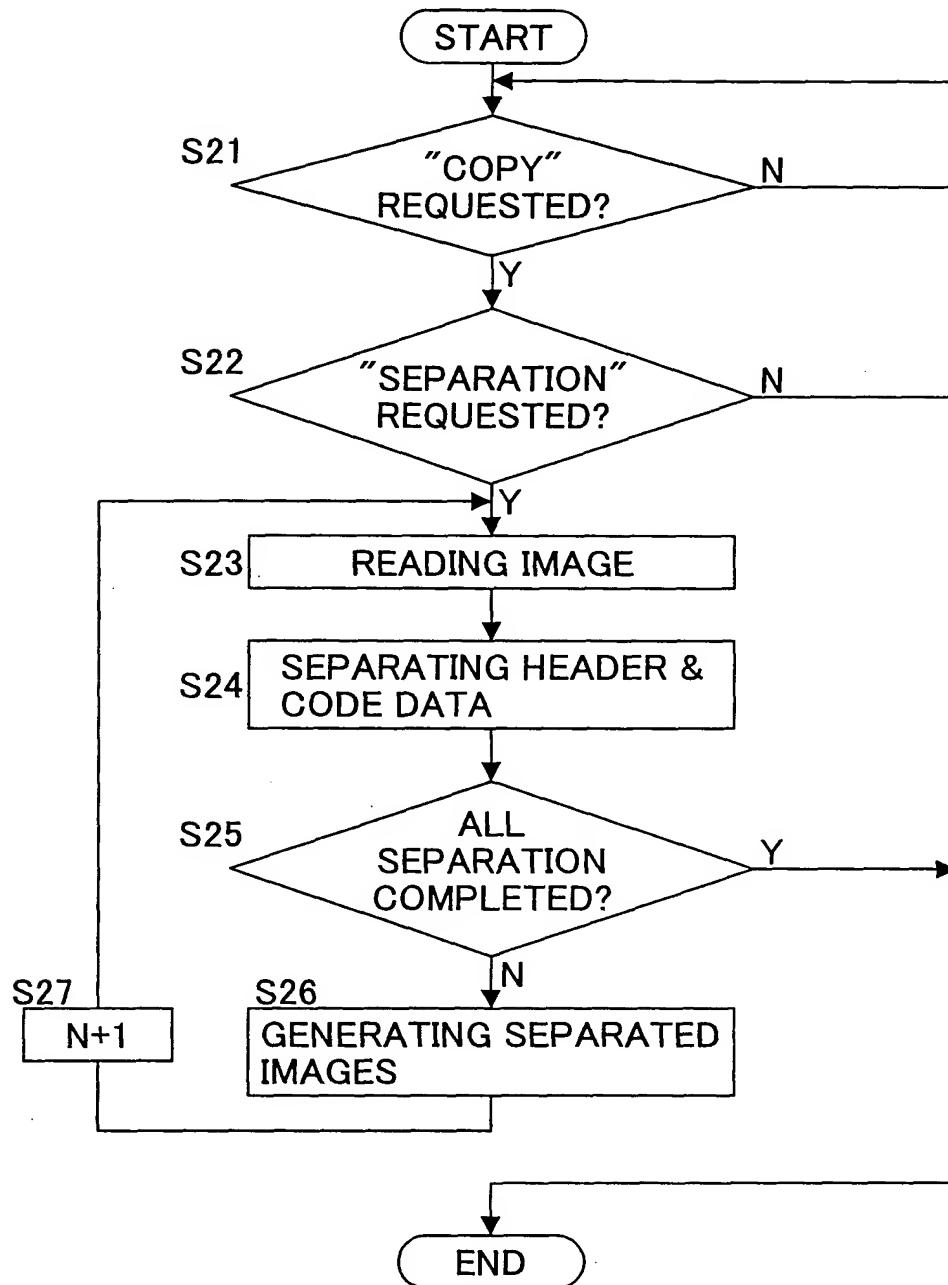 START
S21
"COPY"
REQUESTED?
N
Y
S22
"SEPARATION"
REQUESTED?
N
Y
S23
READING IMAGE
S24
SEPARATING HEADER &
CODE DATA
S25
ALL
SEPARATION
COMPLETED?
Y
N
S27
N+1
S26
GENERATING SEPARATED
IMAGES
END